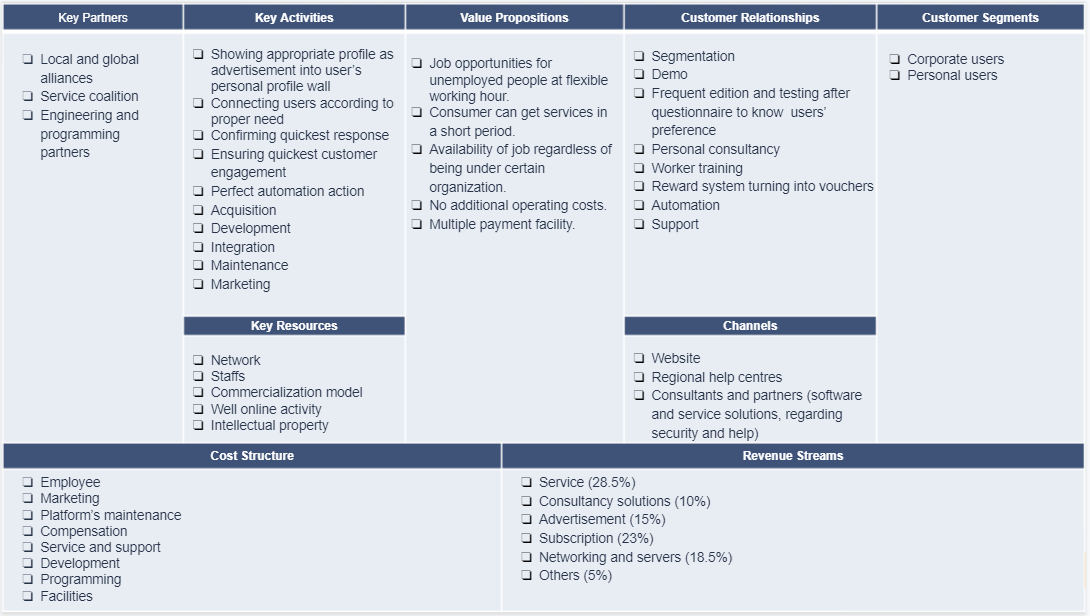 Key Partners
❏ Local and global
alliances
❏ Service coalition
❏ Engineering and
programming
partners
Key Activities
❏ Showing appropriate profile as
advertisement into user's
personal profile wall
❏ Connecting users according to
proper need
❏ Confirming quickest response
❏ Ensuring quickest customer
engagement
❏ Perfect automation action
❏ Acquisition
❏ Development
❏ Integration
❏ Maintenance
❏ Marketing
Key Resources
❏ Network
❏ Staffs
❏ Commercialization model
❏ Well online activity
❏ Intellectual property
Value Propositions
❏ Job opportunities for
unemployed people at flexible
working hour.
❏ Consumer can get services in
a short period.
❏ Availability of job regardless of
being under certain
organization.
❏ No additional operating costs.
❏ Multiple payment facility.
Customer Relationships
❏ Segmentation
❏ Demo
❏ Frequent edition and testing after
questionnaire to know users'
preference
❏ Personal consultancy
❏ Worker training
❏ Reward system turning into vouchers
❏ Automation
❏ Support
Channels
❏ Website
❏ Regional help centres
❏ Consultants and partners (software
and service solutions, regarding
security and help)
Customer Segments
❏ Corporate users
❏ Personal users
Cost Structure
❏ Employee
❏ Marketing
❏ Platform's maintenance
❏ Compensation
❏ Service and support
❏ Development
❏ Programming
❏ Facilities
Revenue Streams
❏ Service (28.5%)
❏ Consultancy solutions (10%)
❏ Advertisement (15%)
❏ Subscription (23%)
❏ Networking and servers (18.5%)
❏ Others (5%)